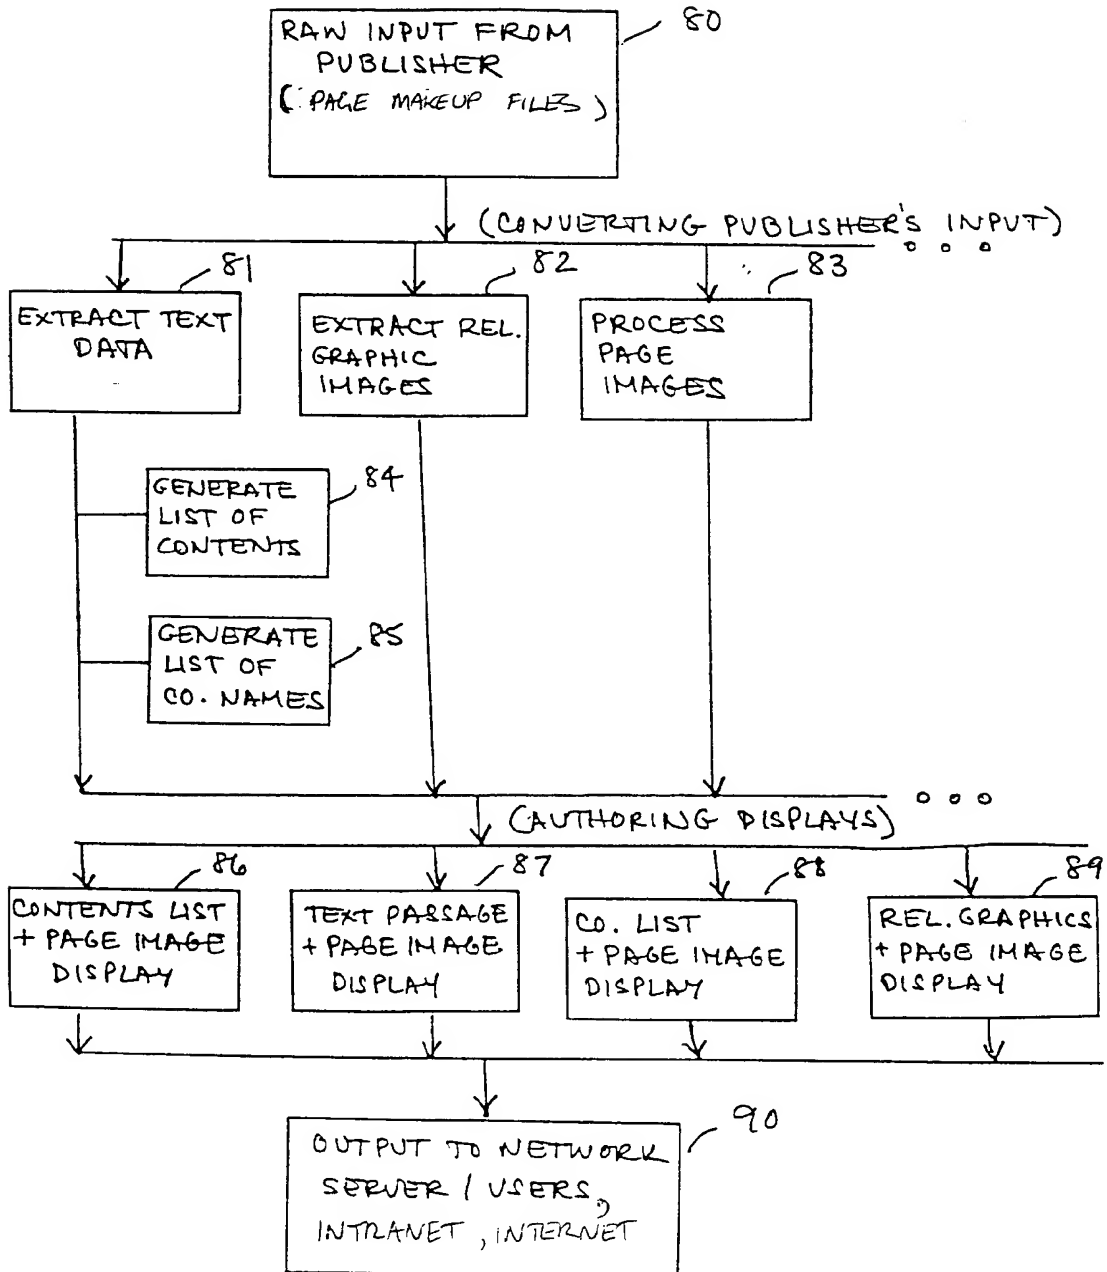 80
RAW INPUT FROM
PUBLISHER
(PAGE MAKEUP FILES)
(CONVERTING PUBLISHER'S INPUT)
81
EXTRACT TEXT
DATA
82
EXTRACT REL.
GRAPHIC
IMAGES
83
PROCESS
PAGE
IMAGES
84
GENERATE
LIST OF
CONTENTS
85
GENERATE
LIST OF
CO. NAMES
(AUTHORING DISPLAYS)
86
CONTENTS LIST
+ PAGE IMAGE
DISPLAY
87
TEXT PASSAGE
+ PAGE IMAGE
DISPLAY
88
CO. LIST
+ PAGE IMAGE
DISPLAY
89
REL. GRAPHICS
+ PAGE IMAGE
DISPLAY
90
OUTPUT TO NETWORK
SERVER / USERS,
INTRANET, INTERNET